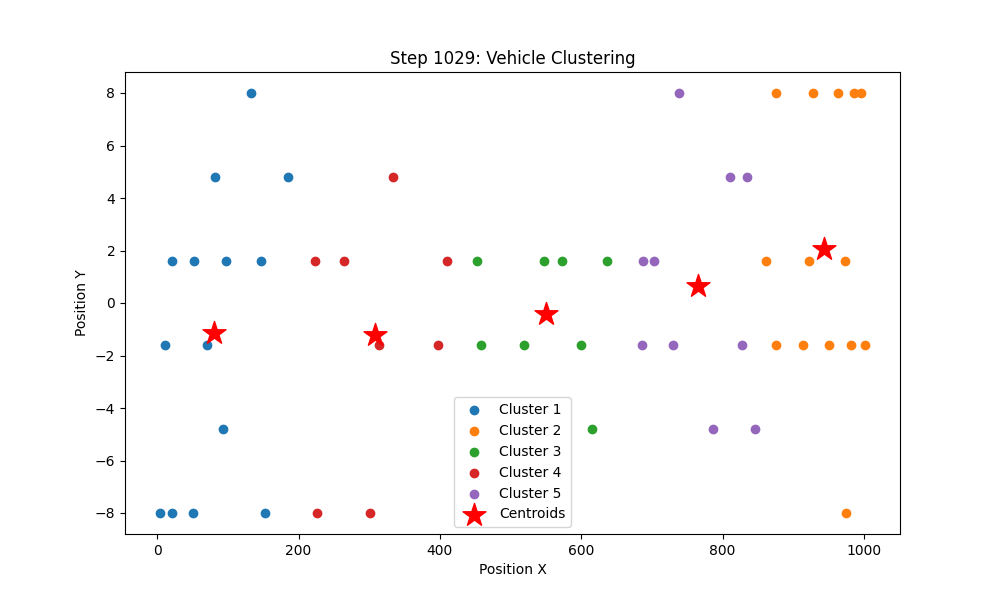 Step 1029: Vehicle Clustering
Position Y
8
6
4
2
0
−2
−4
−6
−8
Cluster 1
Cluster 2
Cluster 3
Cluster 4
Cluster 5
Centroids
0 200 400 600 800 1000
Position X